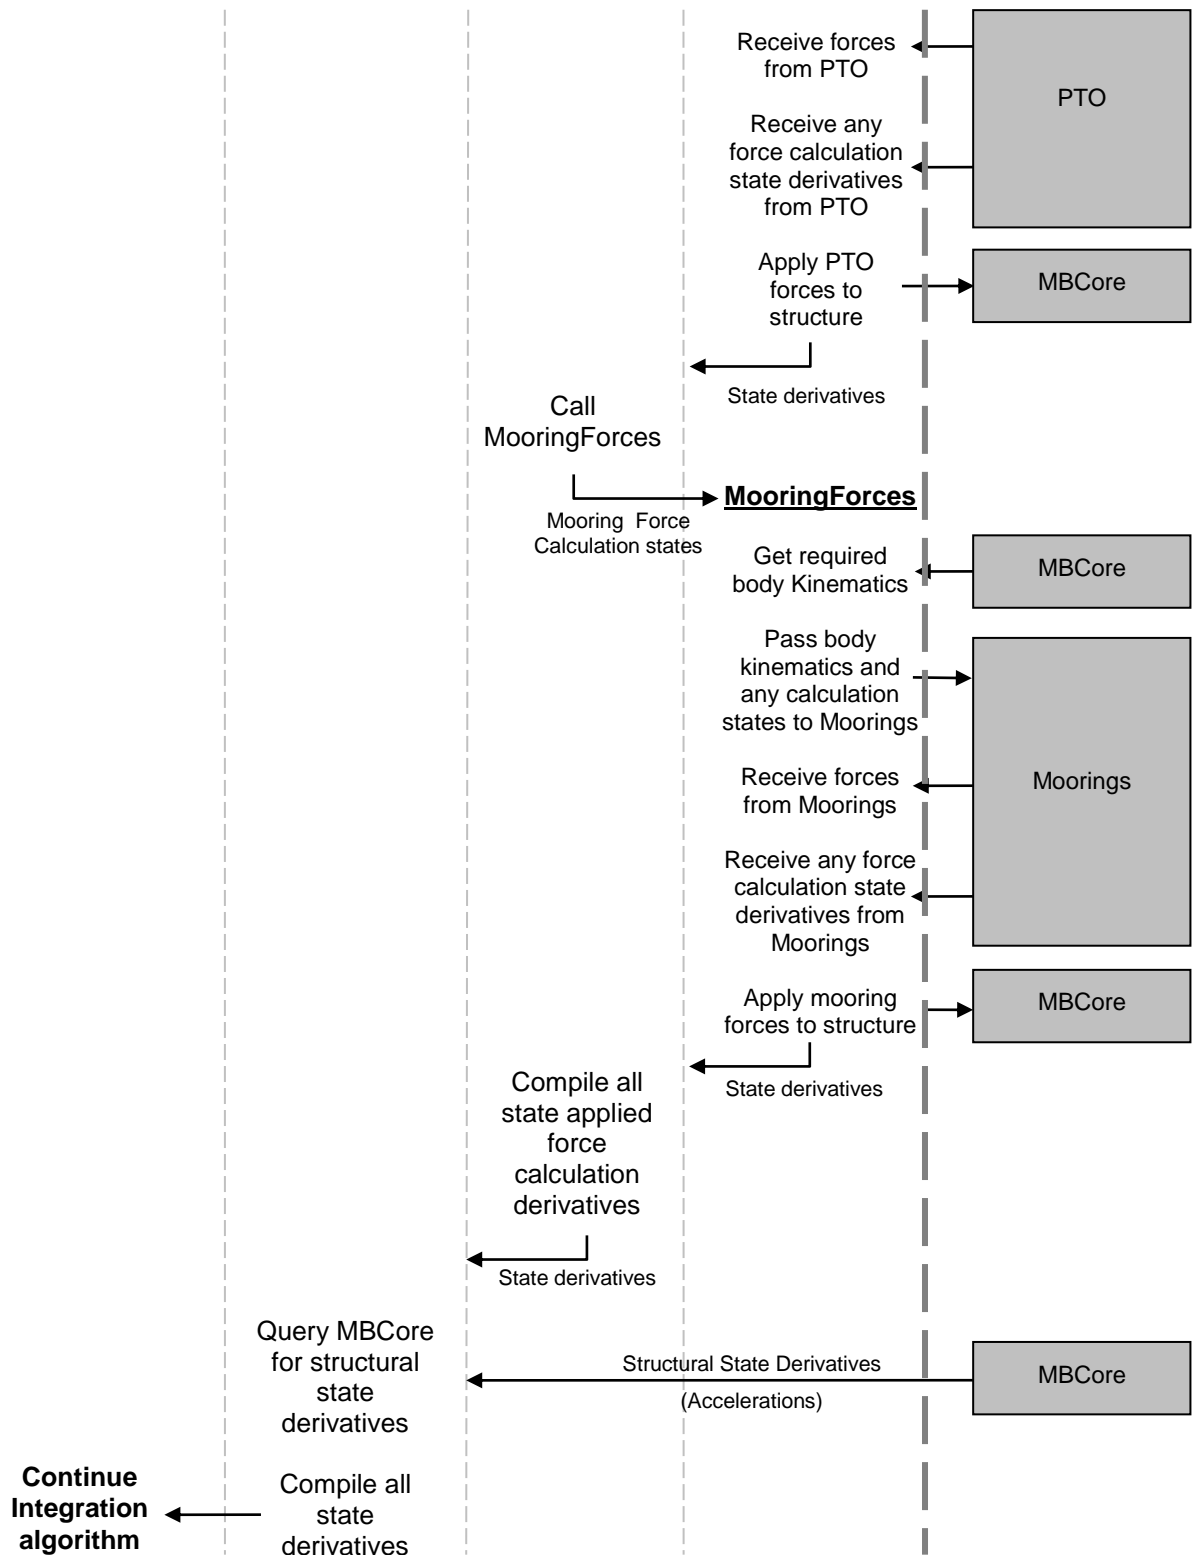 Receive forces
from PTO
PTO
Receive any
force calculation
state derivatives
from PTO
Apply PTO
forces to
structure
MBCore
State derivatives
Call
MooringForces
MooringForces
Mooring Force
Calculation states
Get required
body Kinematics
MBCore
Pass body
kinematics and
any calculation
states to Moorings
Moorings
Receive forces
from Moorings
Receive any force
calculation state
derivatives from
Moorings
Apply mooring
forces to structure
MBCore
State derivatives
Compile all
state applied
force
calculation
derivatives
State derivatives
Query MBCore
for structural
state
derivatives
Structural State Derivatives
(Accelerations)
MBCore
Continue
Integration
algorithm
Compile all
state
derivatives